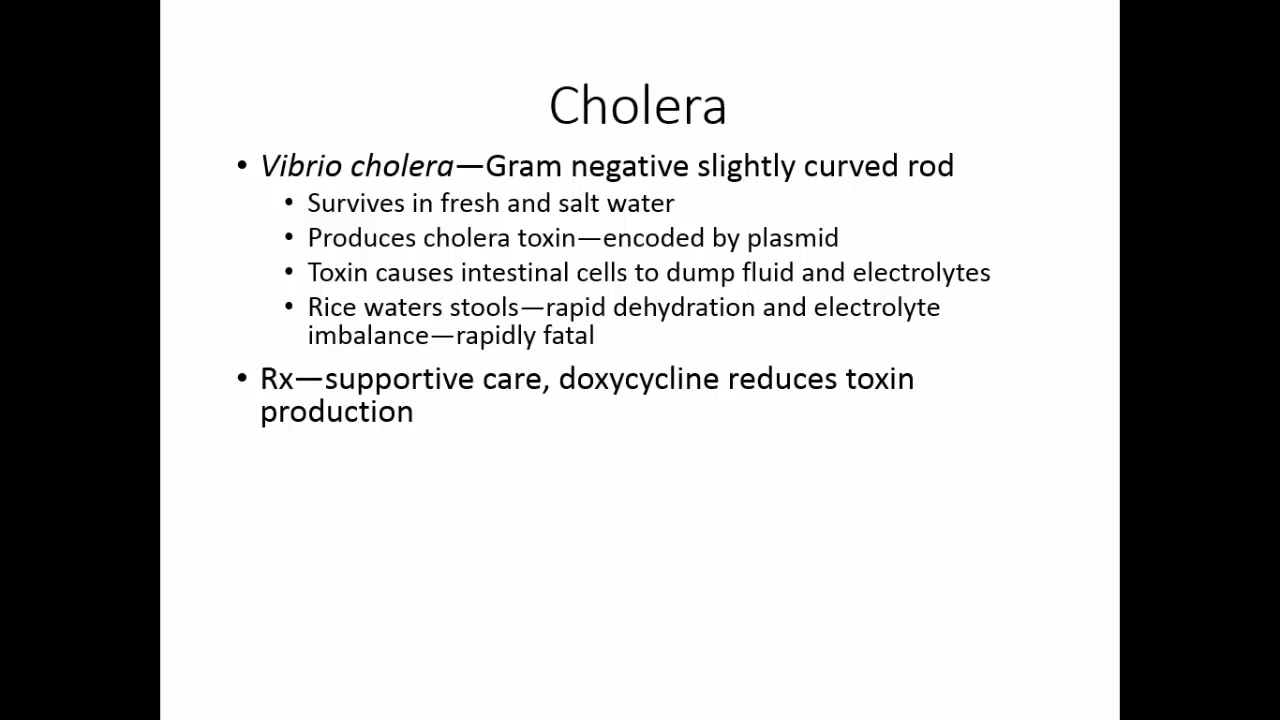 Cholera
• Vibrio cholera—Gram negative slightly curved rod
• Survives in fresh and salt water
• Produces cholera toxin—encoded by plasmid
• Toxin causes intestinal cells to dump fluid and electrolytes
• Rice waters stools—rapid dehydration and electrolyte
imbalance—rapidly fatal
• Rx—supportive care, doxycycline reduces toxin
production